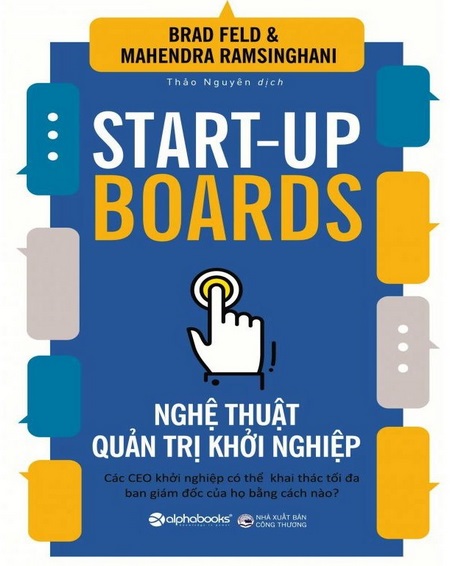 BRAD FELD &
MAHENDRA RAMSINGHANI
Thảo Nguyên dịch
START-UP
BOARDS
NGHỆ THUẬT
QUẢN TRỊ KHỞI NGHIỆP
Các CEO khởi nghiệp có thể khai thác tối đa
ban giám đốc của họ bằng cách nào?
alphabooks®
NHÀ XUẤT BẢN
CÔNG THƯƠNG